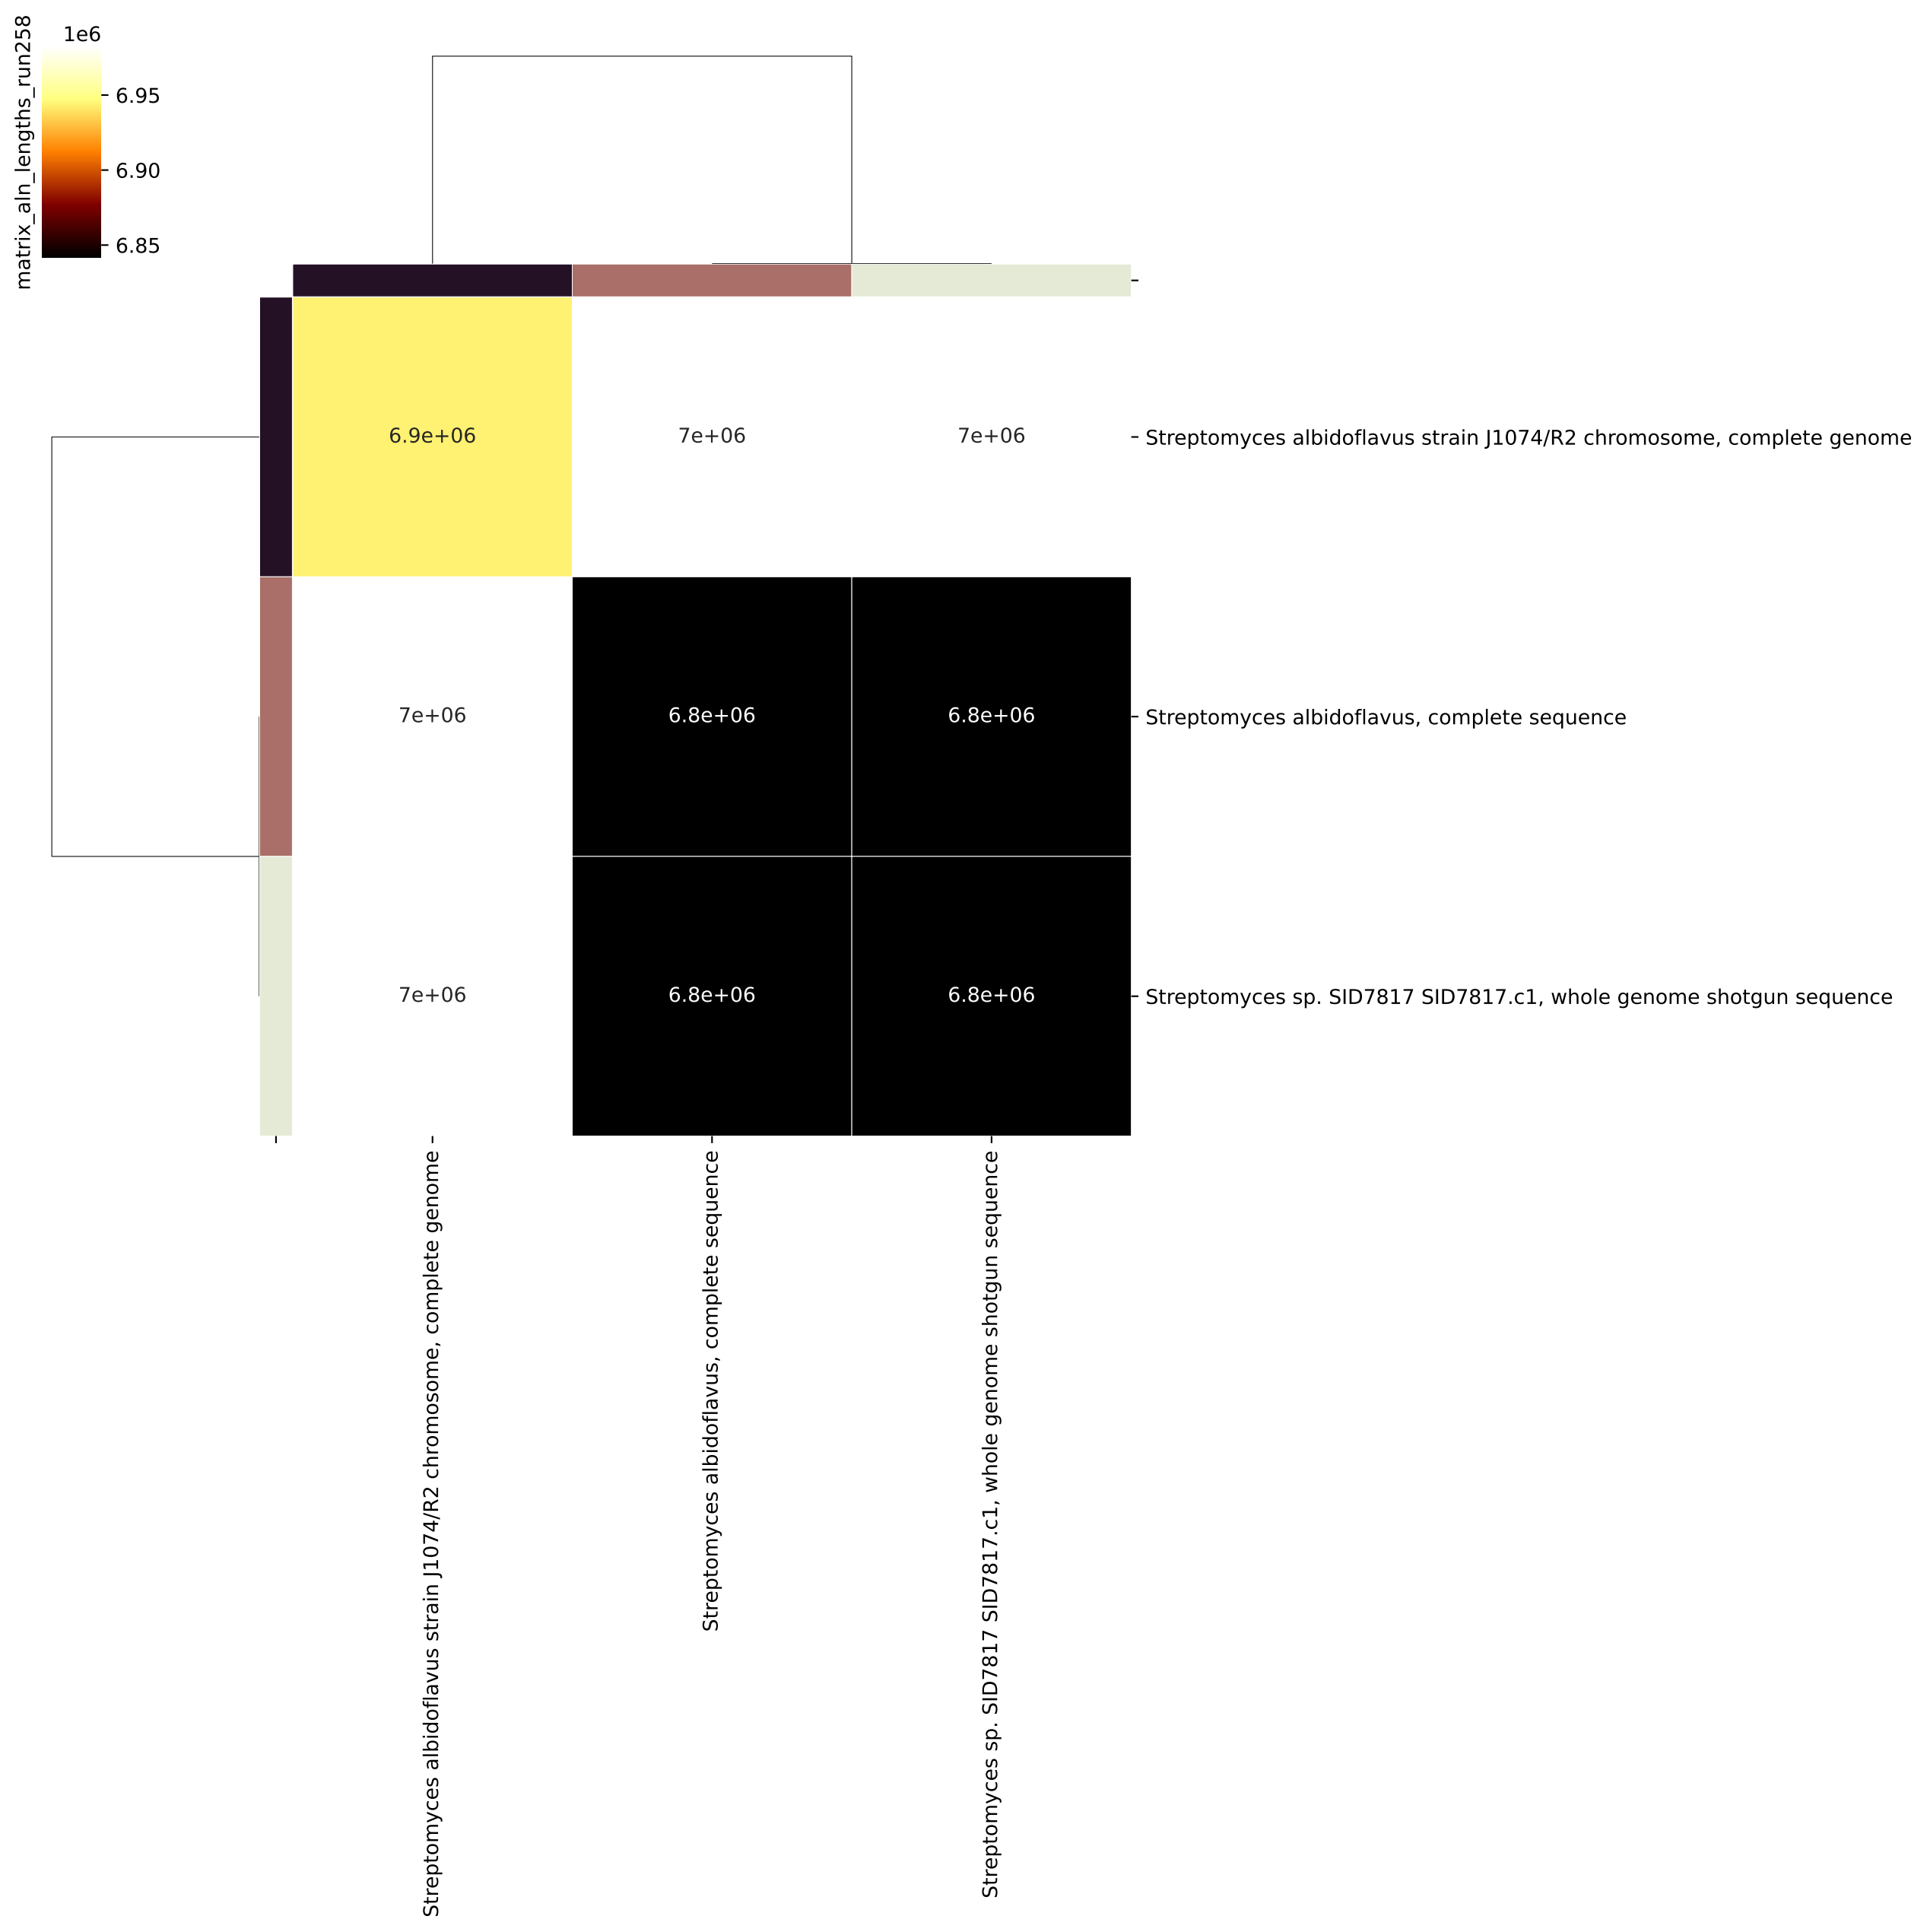 matrix_aln_lengths_run258
1e6
6.95
6.90
6.85
6.9e+06
7e+06
7e+06
Streptomyces albidoflavus strain J1074/R2 chromosome, complete genome
7e+06
6.8e+06
6.8e+06
Streptomyces albidoflavus, complete sequence
7e+06
6.8e+06
6.8e+06
Streptomyces sp. SID7817 SID7817.c1, whole genome shotgun sequence
Streptomyces albidoflavus strain J1074/R2 chromosome, complete genome
Streptomyces albidoflavus, complete sequence
Streptomyces sp. SID7817 SID7817.c1, whole genome shotgun sequence